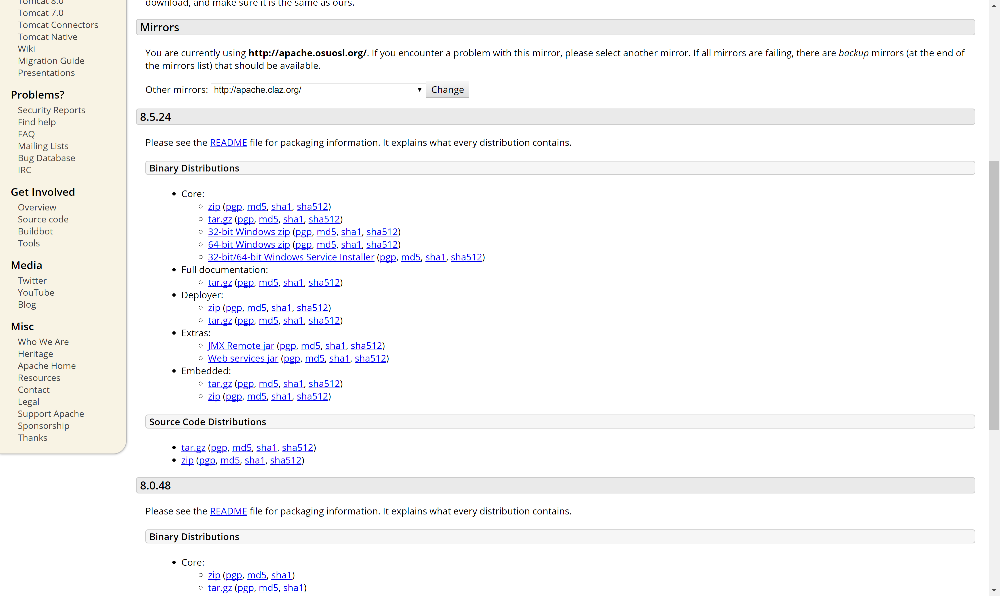 Tomcat 8.0
Tomcat 7.0
Tomcat Connectors
Tomcat Native
Wiki
Migration Guide
Presentations
Problems?
Security Reports
Find help
FAQ
Mailing Lists
Bug Database
IRC
Get Involved
Overview
Source code
Buildbot
Tools
Media
Twitter
YouTube
Blog
Misc
Who We Are
Heritage
Apache Home
Resources
Contact
Legal
Support Apache
Sponsorship
Thanks
download, and make sure it is the same as ours.
Mirrors
You are currently using http://apache.osuosl.org/. If you encounter a problem with this mirror, please select another mirror. If all mirrors are failing, there are backup mirrors (at the end of
the mirrors list) that should be available.
Other mirrors: http://apache.claz.org/ Change
8.5.24
Please see the README file for packaging information. It explains what every distribution contains.
Binary Distributions
Core:
zip (pgp, md5, sha1, sha512)
tar.gz (pgp, md5, sha1, sha512)
32-bit Windows zip (pgp, md5, sha1, sha512)
64-bit Windows zip (pgp, md5, sha1, sha512)
32-bit/64-bit Windows Service Installer (pgp, md5, sha1, sha512)
Full documentation:
tar.gz (pgp, md5, sha1, sha512)
Deployer:
zip (pgp, md5, sha1, sha512)
tar.gz (pgp, md5, sha1, sha512)
Extras:
JMX Remote jar (pgp, md5, sha1, sha512)
Web services jar (pgp, md5, sha1, sha512)
Embedded:
tar.gz (pgp, md5, sha1, sha512)
zip (pgp, md5, sha1, sha512)
Source Code Distributions
tar.gz (pgp, md5, sha1, sha512)
zip (pgp, md5, sha1, sha512)
8.0.48
Please see the README file for packaging information. It explains what every distribution contains.
Binary Distributions
Core:
zip (pgp, md5, sha1)
tar.gz (pgp, md5, sha1)